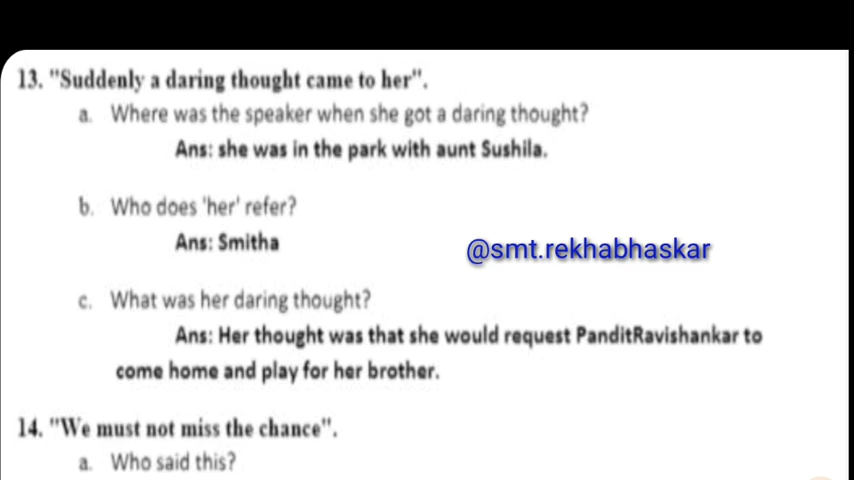 13. "Suddenly a daring thought came to her".
a. Where was the speaker when she got a daring thought?
Ans: she was in the park with aunt Sushila.
b. Who does 'her' refer?
Ans: Smitha
@smt.rekhabhaskar
c. What was her daring thought?
Ans: Her thought was that she would request PanditRavishankar to
come home and play for her brother.
14. "We must not miss the chance".
a. Who said this?